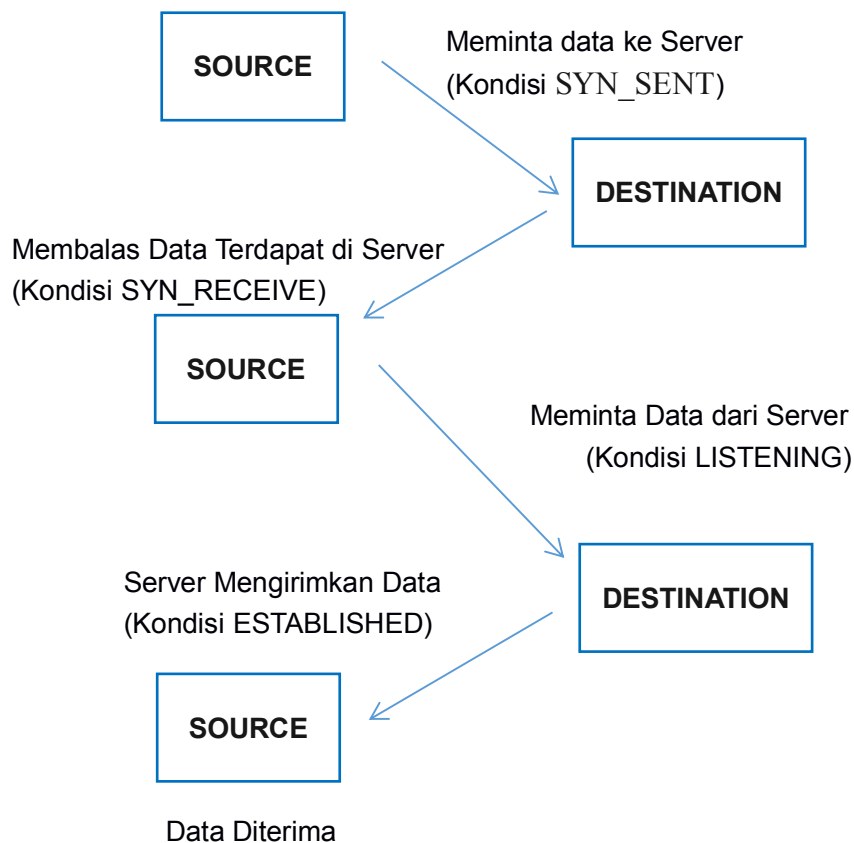 SOURCE
Meminta data ke Server
(Kondisi SYN_SENT)
DESTINATION
Membalas Data Terdapat di Server
(Kondisi SYN_RECEIVE)
SOURCE
Meminta Data dari Server
(Kondisi LISTENING)
DESTINATION
Server Mengirimkan Data
(Kondisi ESTABLISHED)
SOURCE
Data Diterima